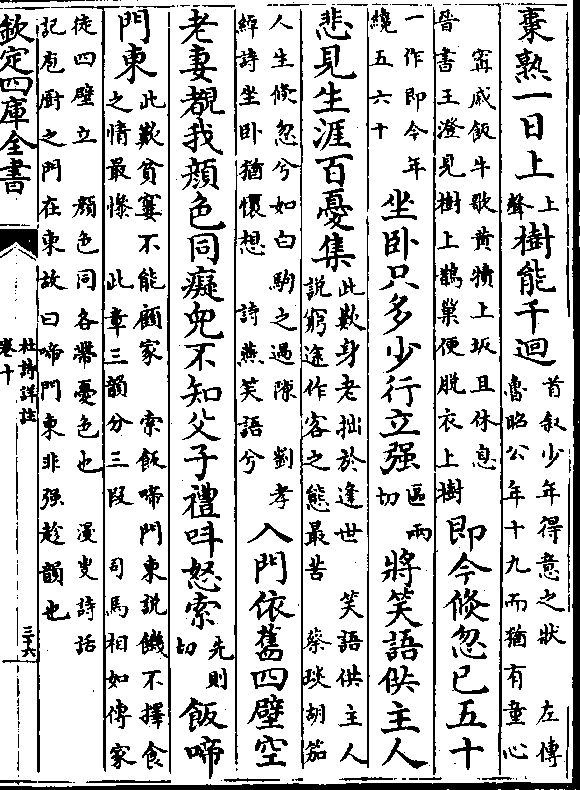 棗熟一日上上聲樹能千迴首叙少年得意之狀　左傳魯昭公年十九而猶有童心
甯戚飯牛歌黄犢上坂且休息晉書王澄見樹上鵲巢便脱衣上樹即今倐忽已五十
一作即今年纔五六十坐卧只多少行立强區兩切將笑語供主人
悲見生涯百憂集此歎身老拙於逢世　笑語供主人說窮途作客之態最苦　蔡琰胡笳
人生倐忽兮如白駒之過隙　劉孝綽詩坐卧猶懷想　詩燕笑語兮入門依舊四壁空
老妻覩我顔色同癡兒不知父子禮叫怒索先則切飯啼
門東此歎貧窶不能顧家　索飯啼門東說饑不擇食之情最慘　此章三韻分三段　司馬相如傳家
徒四壁立　顔色同各帶憂色也　漫叟詩話記庖厨之門在東故曰啼門東非强趁韻也
欽定四庫全書
杜詩詳註
卷十
三十六